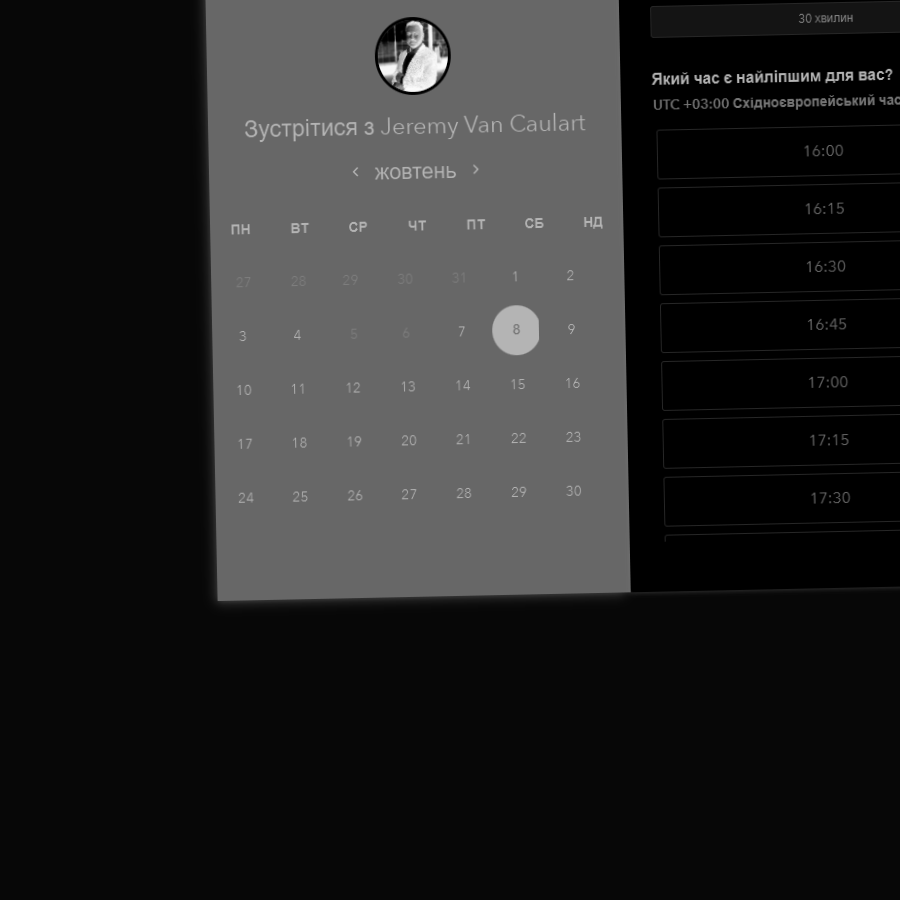 Зустрітися з Jeremy Van Caulart
‹ жовтень ›
ПН ВТ СР ЧТ ПТ СБ НД
27 28 29 30 31 1 2
3 4 5 6 7 8 9
10 11 12 13 14 15 16
17 18 19 20 21 22 23
24 25 26 27 28 29 30
30 хвилин
Який час є найліпшим для вас?
UTC +03:00 Східноєвропейський час
16:00
16:15
16:30
16:45
17:00
17:15
17:30